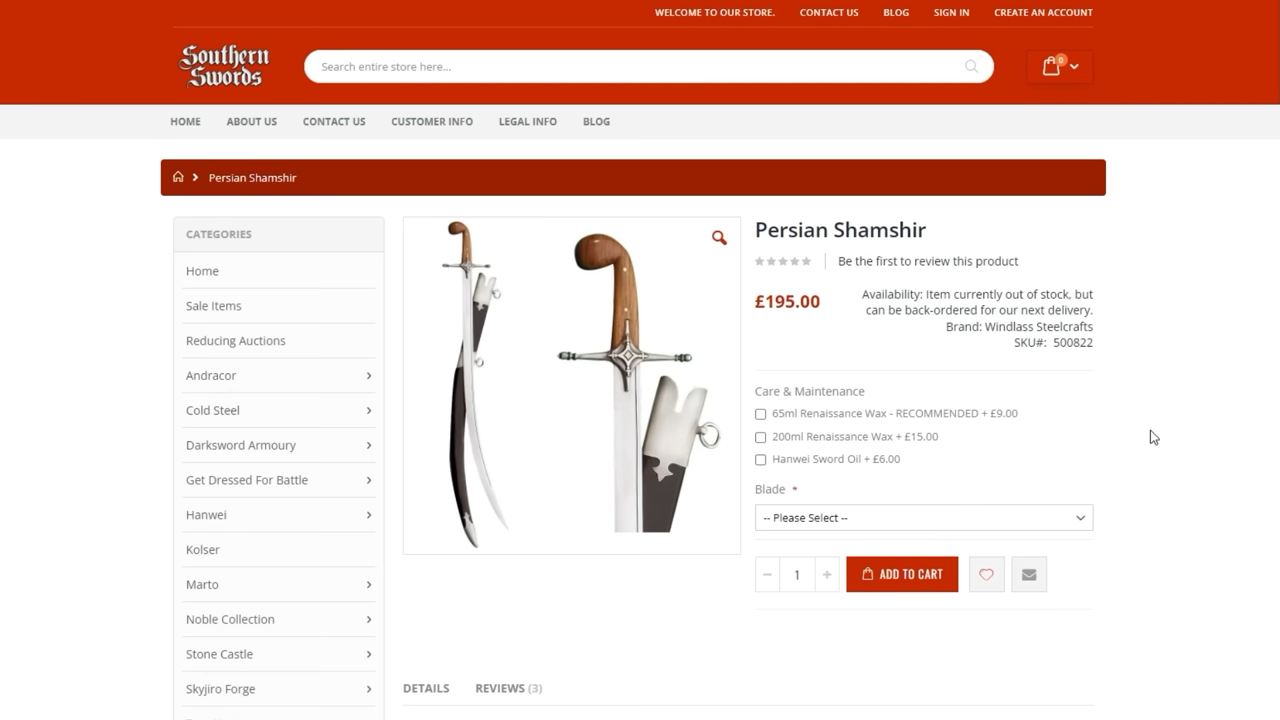 WELCOME TO OUR STORE. CONTACT US BLOG SIGN IN CREATE AN ACCOUNT
Southern
Swords
Search entire store here...
0
HOME ABOUT US CONTACT US CUSTOMER INFO LEGAL INFO BLOG
Persian Shamshir
CATEGORIES
Home
Sale Items
Reducing Auctions
Andracor
Cold Steel
Darksword Armoury
Get Dressed For Battle
Hanwei
Kolser
Marto
Noble Collection
Stone Castle
Skyjiro Forge
Persian Shamshir
Be the first to review this product
£195.00
Availability: Item currently out of stock, but
can be back-ordered for our next delivery.
Brand: Windlass Steelcrafts
SKU#: 500822
Care & Maintenance
65ml Renaissance Wax - RECOMMENDED + £9.00
200ml Renaissance Wax + £15.00
Hanwei Sword Oil + £6.00
Blade *
-- Please Select --
1
ADD TO CART
DETAILS REVIEWS (3)